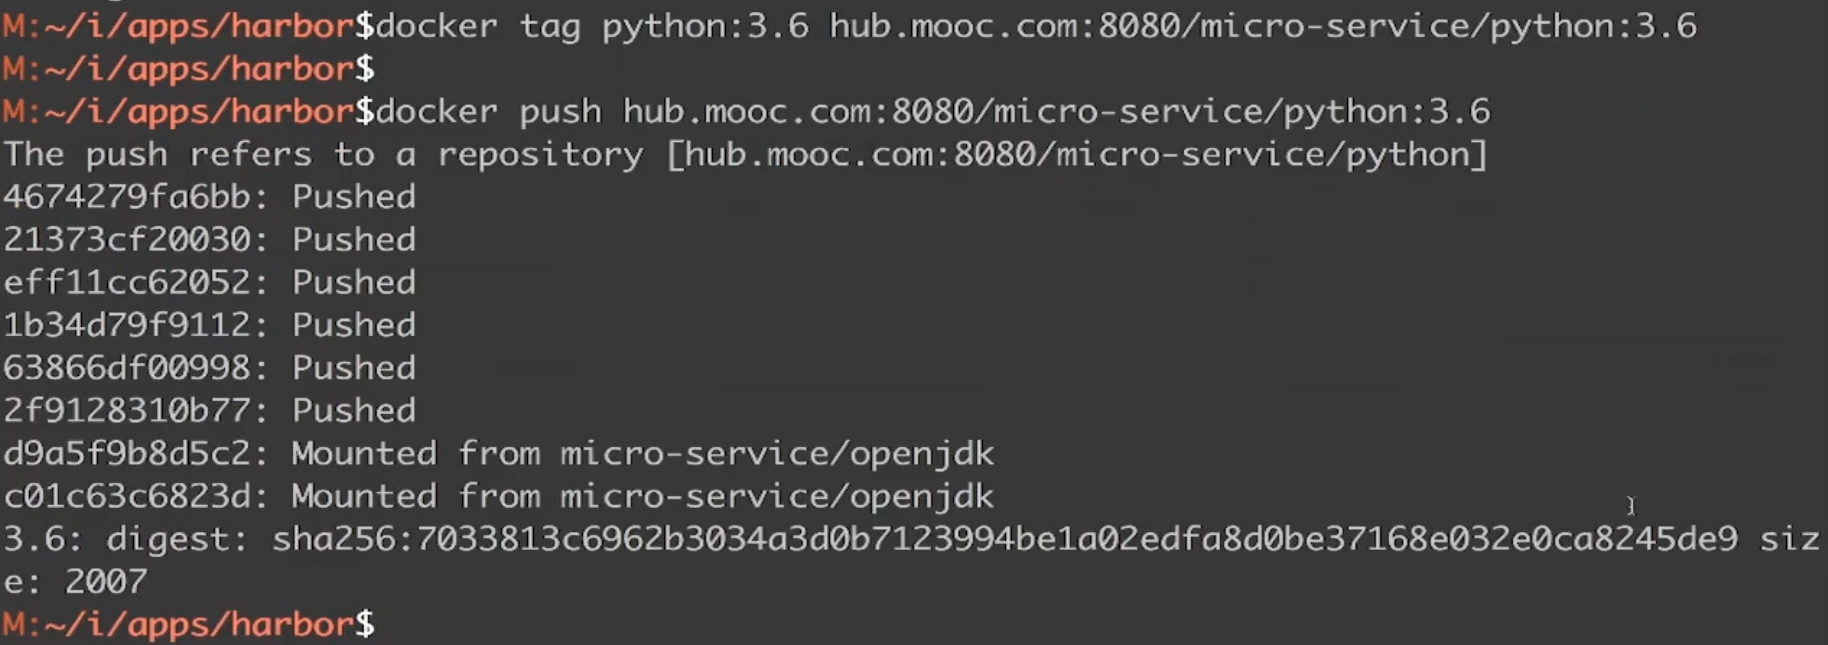 M:~/i/apps/harbor$docker tag python:3.6 hub.mooc.com:8080/micro-service/python:3.6
M:~/i/apps/harbor$
M:~/i/apps/harbor$docker push hub.mooc.com:8080/micro-service/python:3.6
The push refers to a repository [hub.mooc.com:8080/micro-service/python]
4674279fa6bb: Pushed
21373cf20030: Pushed
eff11cc62052: Pushed
1b34d79f9112: Pushed
63866df00998: Pushed
2f9128310b77: Pushed
d9a5f9b8d5c2: Mounted from micro-service/openjdk
c01c63c6823d: Mounted from micro-service/openjdk
3.6: digest: sha256:7033813c6962b3034a3d0b7123994be1a02edfa8d0be37168e032e0ca8245de9 siz
e: 2007
M:~/i/apps/harbor$